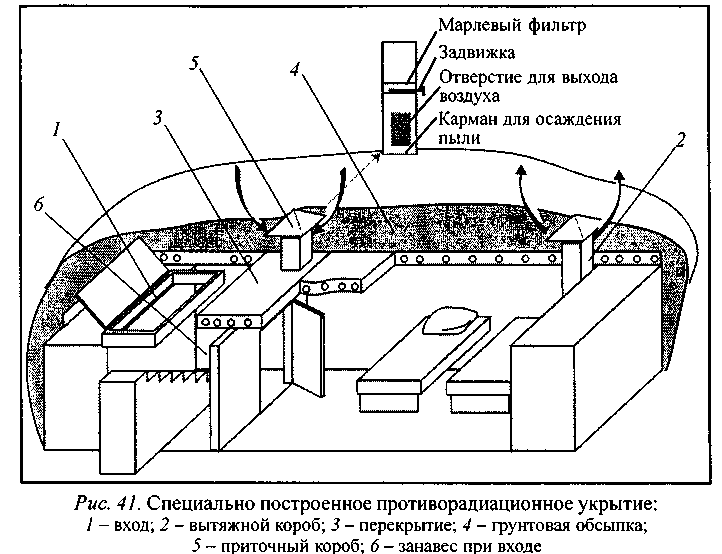 Марлевый фильтр
Задвижка
Отверстие для выхода
воздуха
Карман для осаждения
пыли
5
4
3
1
2
6
Рис. 41. Специально построенное противорадиационное укрытие:
1 – вход; 2 – вытяжной короб; 3 – перекрытие; 4 – грунтовая обсыпка;
5 – приточный короб; 6 – занавес при входе